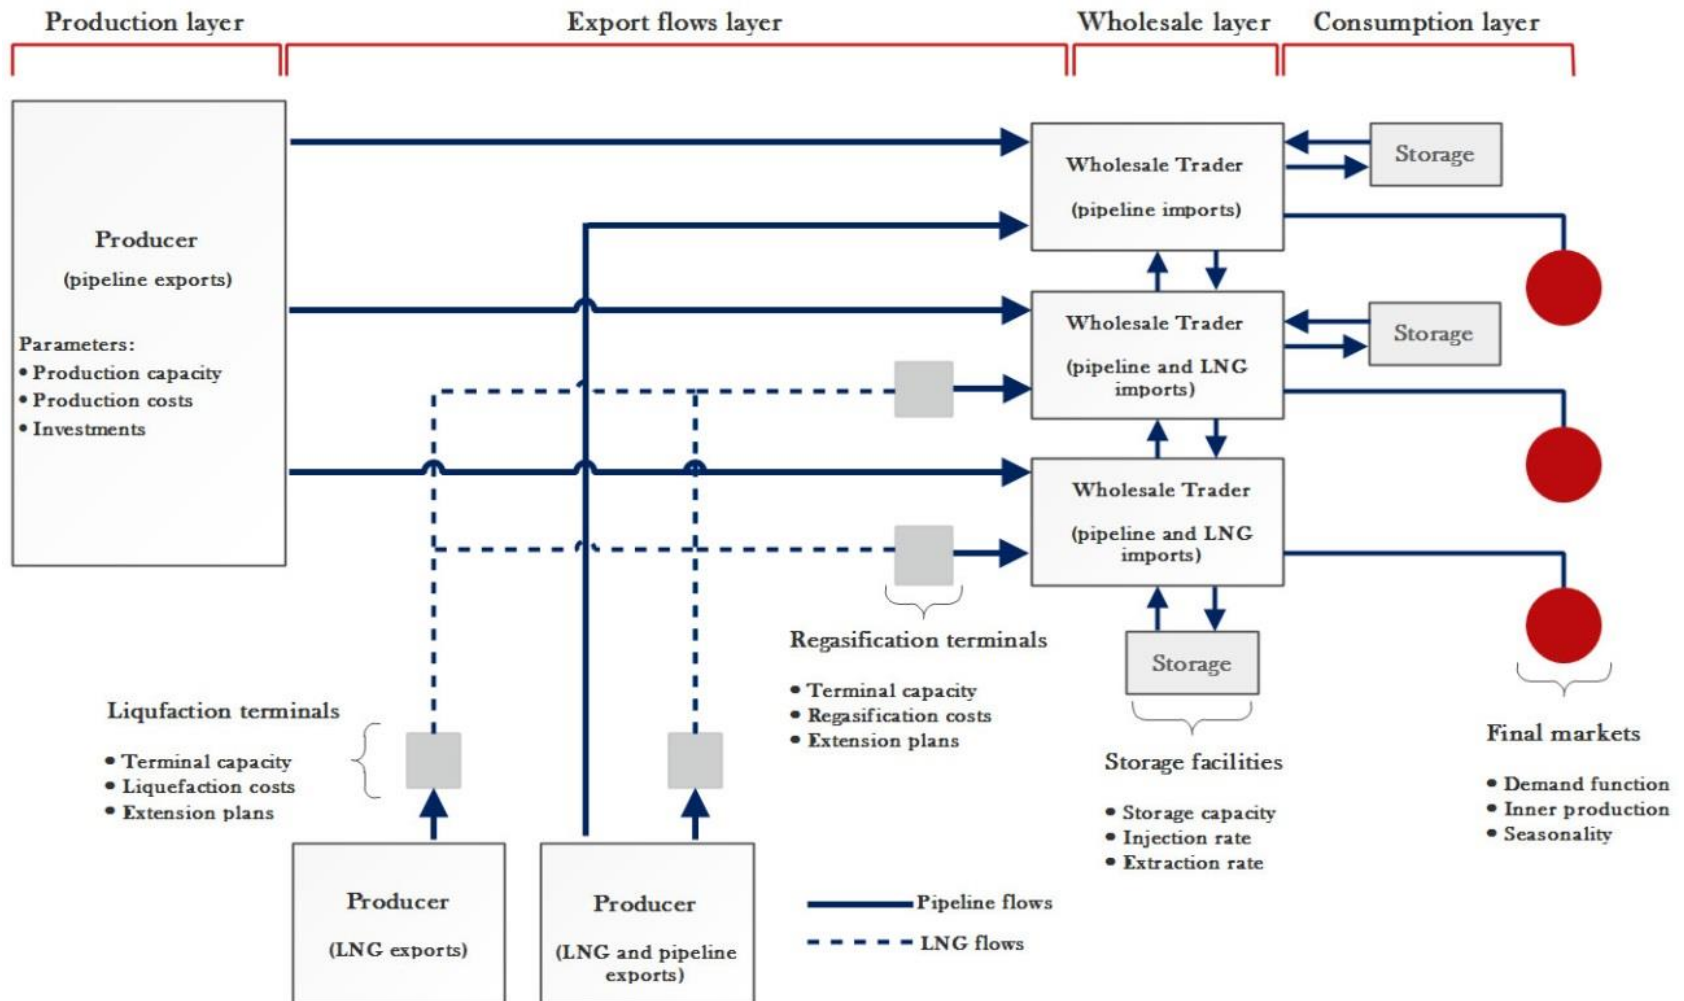 Production layer
Export flows layer
Wholesale layer
Consumption layer
Producer
(pipeline exports)
Parameters:
• Production capacity
• Production costs
• Investments
Wholesale Trader
(pipeline imports)
Storage
Wholesale Trader
(pipeline and LNG
imports)
Storage
Wholesale Trader
(pipeline and LNG
imports)
Storage
Regasification terminals
• Terminal capacity
• Regasification costs
• Extension plans
Liqufaction terminals
• Terminal capacity
• Liquefaction costs
• Extension plans
Storage facilities
• Storage capacity
• Injection rate
• Extraction rate
Final markets
• Demand function
• Inner production
• Seasonality
Producer
(LNG exports)
Producer
(LNG and pipeline
exports)
Pipeline flows
LNG flows